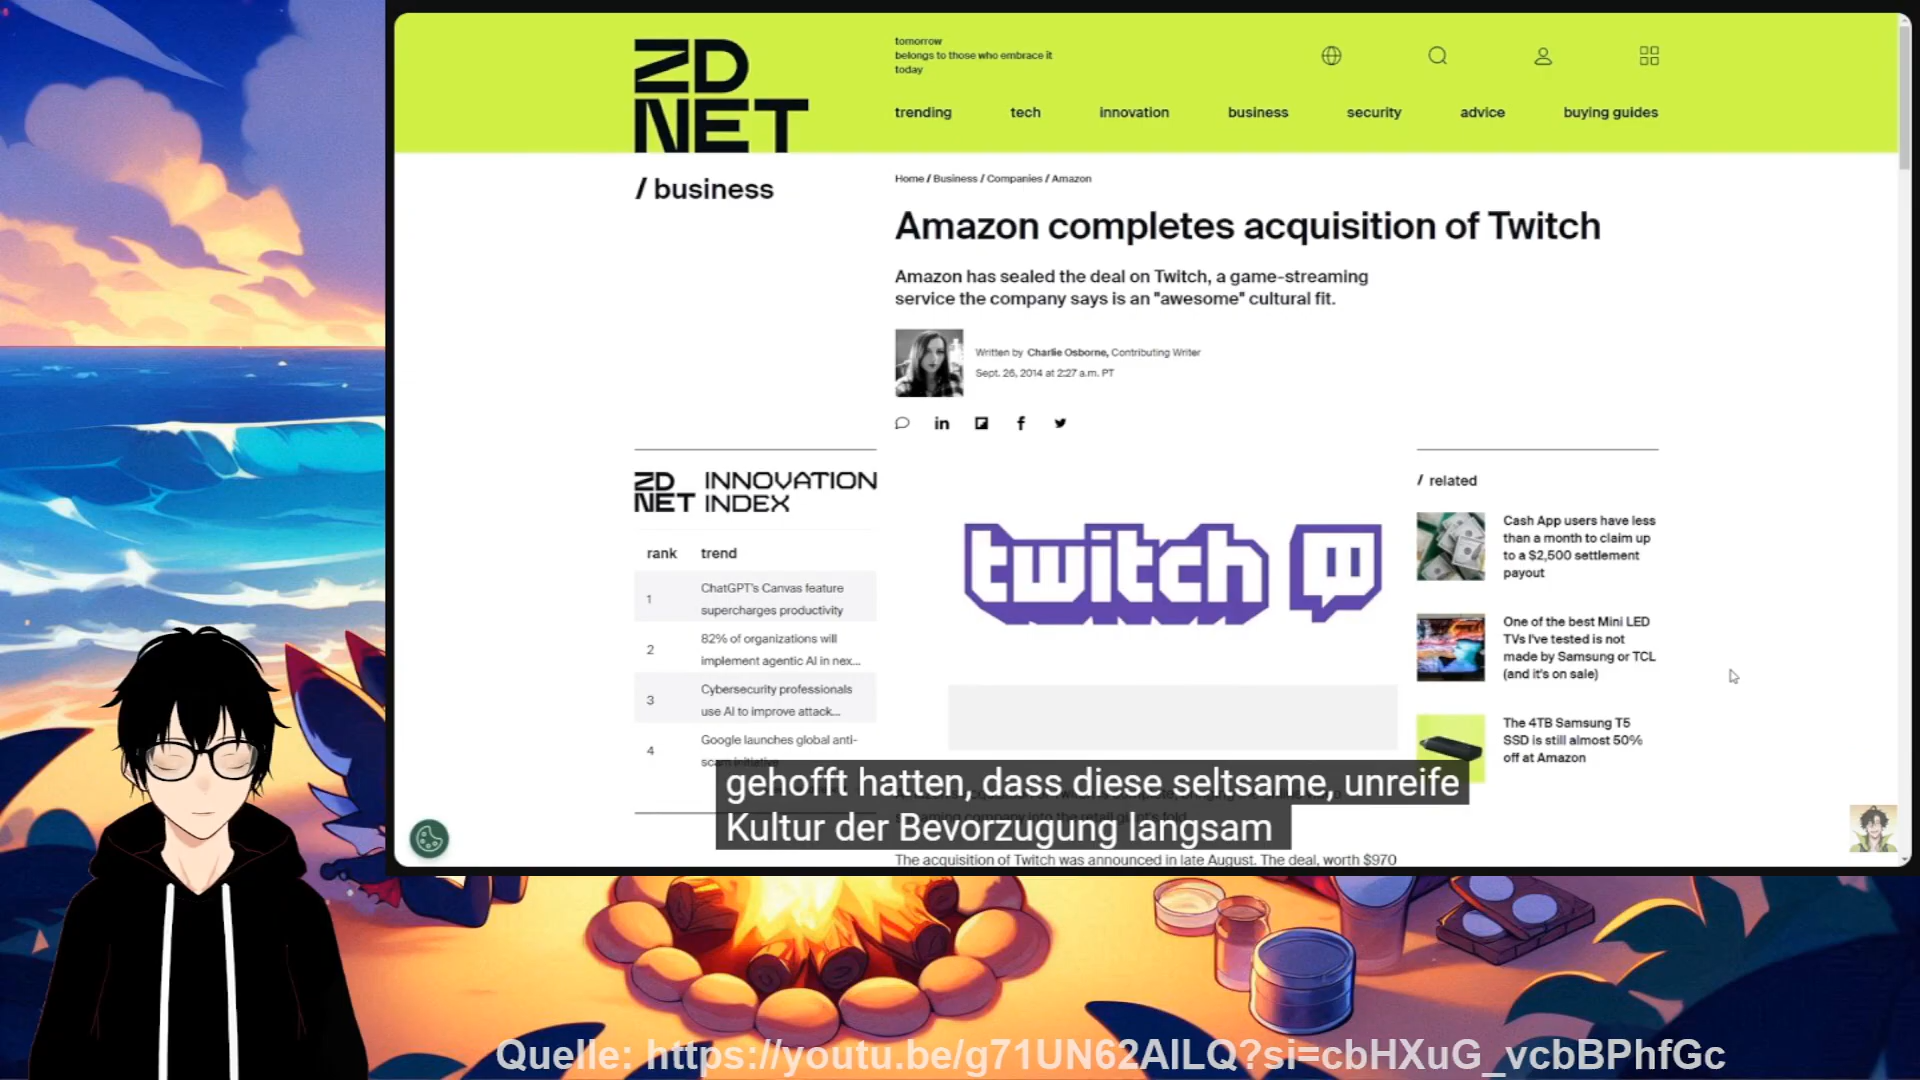 ZD
NET
tomorrow
belongs to those who embrace it
today
trending
tech
innovation
business
security
advice
buying guides
/ business
Home / Business / Companies / Amazon
Amazon completes acquisition of Twitch
Amazon has sealed the deal on Twitch, a game-streaming
service the company says is an "awesome" cultural fit.
Written by Charlie Osborne, Contributing Writer
Sept. 26, 2014 at 2:27 a.m. PT
ZD
NET
INNOVATION
INDEX
rank trend
1 ChatGPT's Canvas feature
supercharges productivity
2 82% of organizations will
implement agentic AI in nex...
3 Cybersecurity professionals
use AI to improve attack...
4 Google launches global anti-
scam initiative
twitch
/ related
Cash App users have less
than a month to claim up
to a $2,500 settlement
payout
One of the best Mini LED
TVs I've tested is not
made by Samsung or TCL
(and it's on sale)
The 4TB Samsung T5
SSD is still almost 50%
off at Amazon
gehofft hatten, dass diese seltsame, unreife
Kultur der Bevorzugung langsam
The acquisition of Twitch was announced in late August. The deal, worth $970
Quelle: https://youtu.be/g71UN62AILQ?si=cbHXuG_vcbBPhfGc